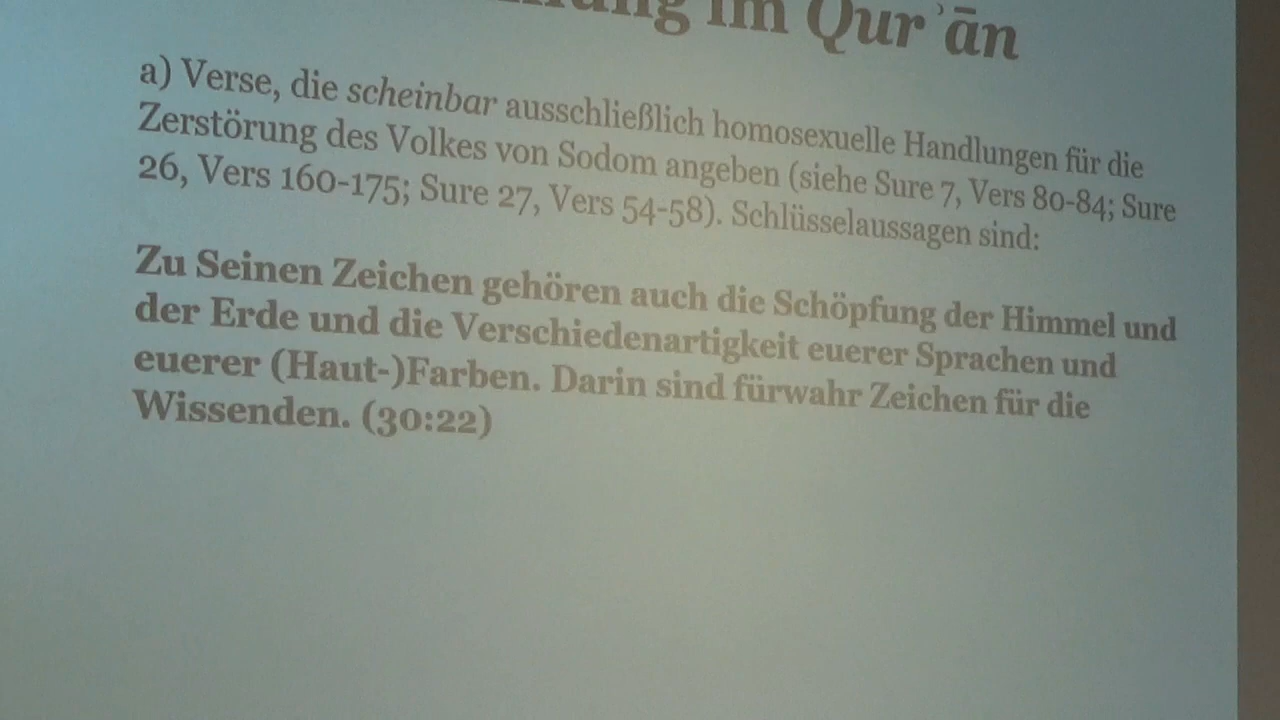 im Qurʾān
a) Verse, die scheinbar ausschließlich homosexuelle Handlungen für die
Zerstörung des Volkes von Sodom angeben (siehe Sure 7, Vers 80-84; Sure
26, Vers 160-175; Sure 27, Vers 54-58). Schlüsselaussagen sind:
Zu Seinen Zeichen gehören auch die Schöpfung der Himmel und
der Erde und die Verschiedenartigkeit euerer Sprachen und
euerer (Haut-)Farben. Darin sind fürwahr Zeichen für die
Wissenden. (30:22)